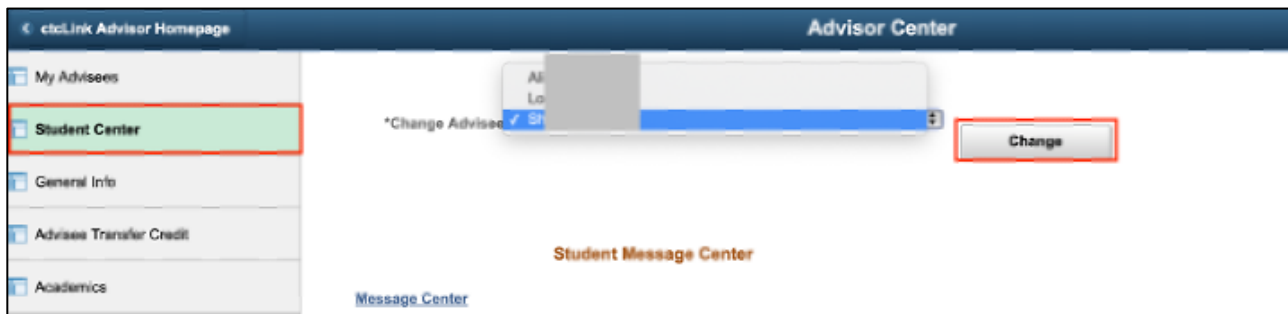 ctcLink Advisor Homepage
Advisor Center
My Advisees
Student Center
General Info
Advisee Transfer Credit
Academics
*Change Advisee
Change
Student Message Center
Message Center